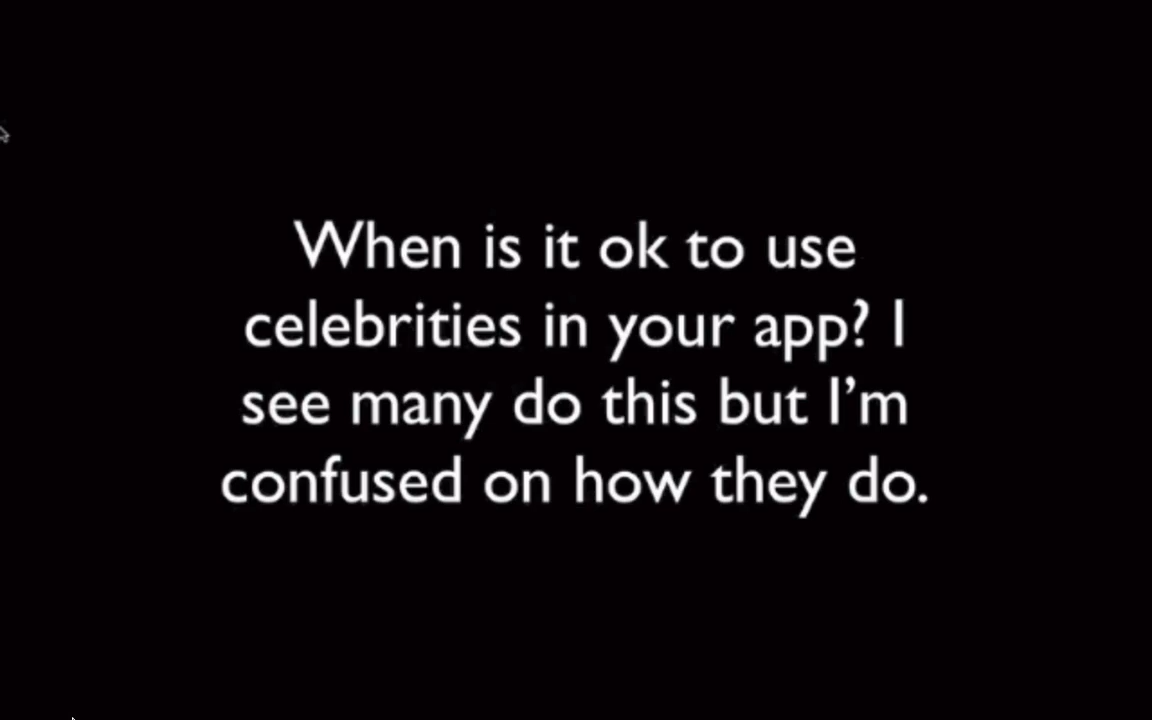 When is it ok to use
celebrities in your app? I
see many do this but I’m
confused on how they do.